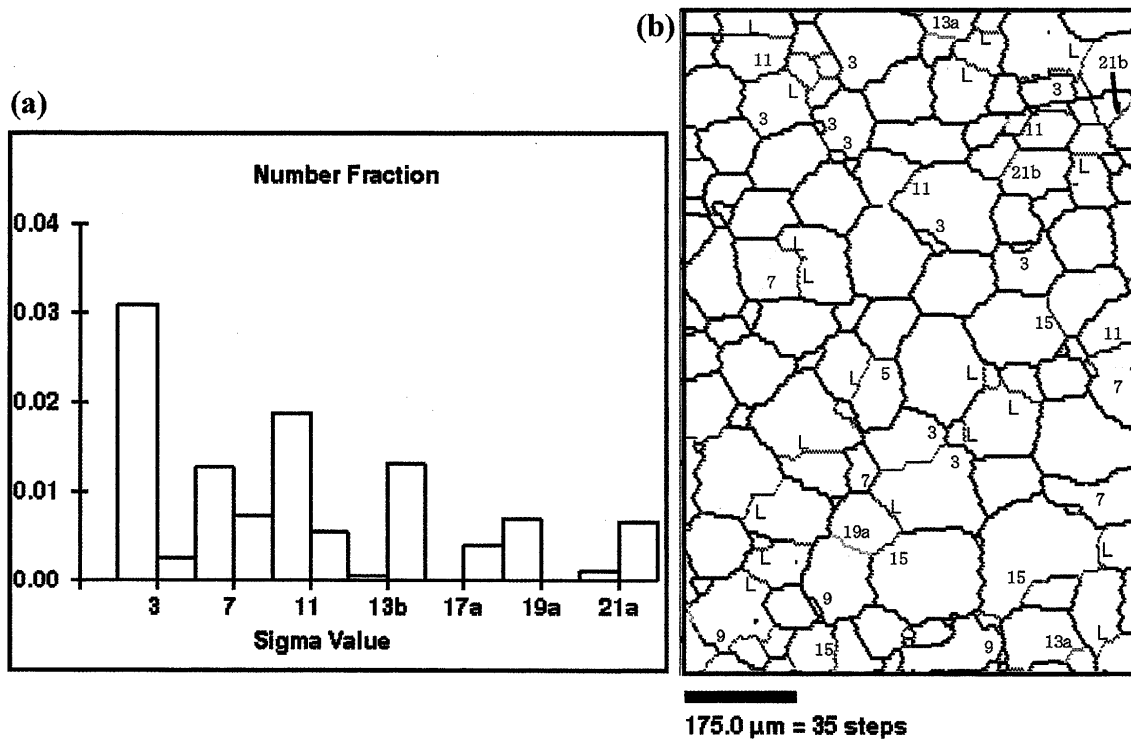 (a)
Number Fraction
0.04
0.03
0.02
0.01
0.00
3 7 11 13b 17a 19a 21a
Sigma Value
(b)
L 13a L
11 3 L 21b
L L 3
3 3 3 11
L
11 21b
3
L 3
7 L
15
11
L 5 L 7
L
L 3 L
7 3
L L 7
19a 15 L
L
L 15
9
9 15 9 13a L
175.0 µm = 35 steps